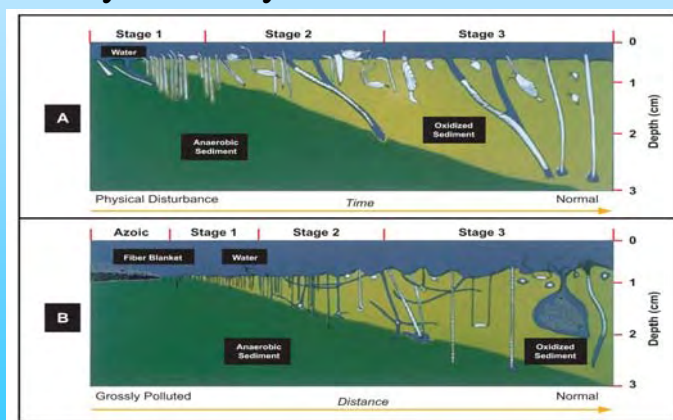 Stage 1 Stage 2 Stage 3
Water
0
1
2
3
Depth (cm)
A
Anaerobic
Sediment
Oxidized
Sediment
Physical Disturbance Time Normal
Azoic Stage 1 Stage 2 Stage 3
Fiber Blanket Water
0
1
2
3
Depth (cm)
B
Anaerobic
Sediment
Oxidized
Sediment
Grossly Polluted Distance Normal